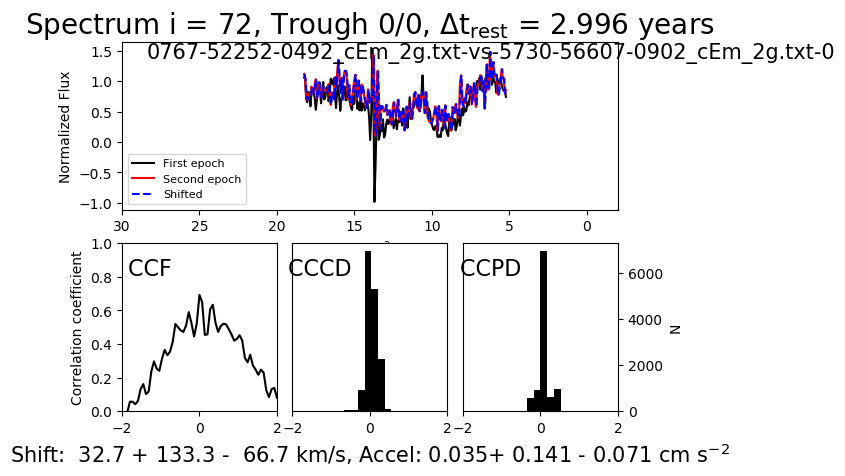 Spectrum i = 72, Trough 0/0, Δt_rest = 2.996 years
0767-52252-0492_cEm_2g.txt-vs-5730-56607-0902_cEm_2g.txt-0
Normalized Flux
1.5
1.0
0.5
0.0
−0.5
−1.0
First epoch
Second epoch
Shifted
30 25 20 15 10 5 0
CCF
CCCD
CCPD
Correlation coefficient
1.0
0.8
0.6
0.4
0.2
0.0
6000
4000
2000
0
N
−2 0 2
−2 0 2
−2 0 2
Shift:  32.7 + 133.3 -  66.7 km/s, Accel: 0.035+ 0.141 - 0.071 cm s⁻²